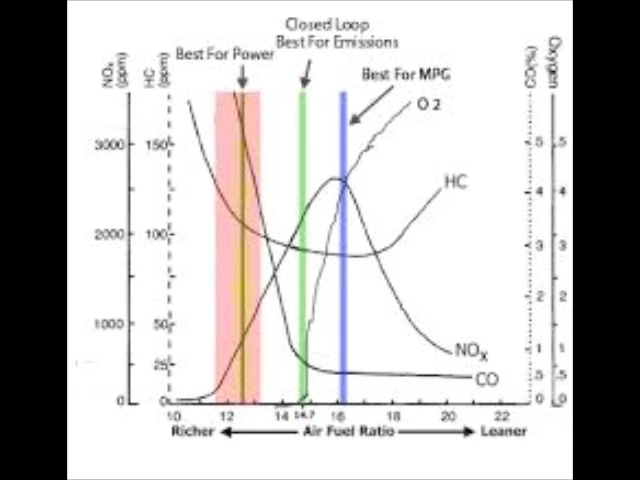 Closed Loop
Best For Emissions
Best For Power
Best For MPG
NOx
(ppm)
HC
(ppm)
CO(%)
Oxygen
O 2
HC
NOx
CO
3000
2000
1000
0
150
100
50
25
0
5
4
3
2
1
.5
0
5
4
3
2
1
.5
0
10 12 14 14.7 16 18 20 22
Richer Air Fuel Ratio Leaner